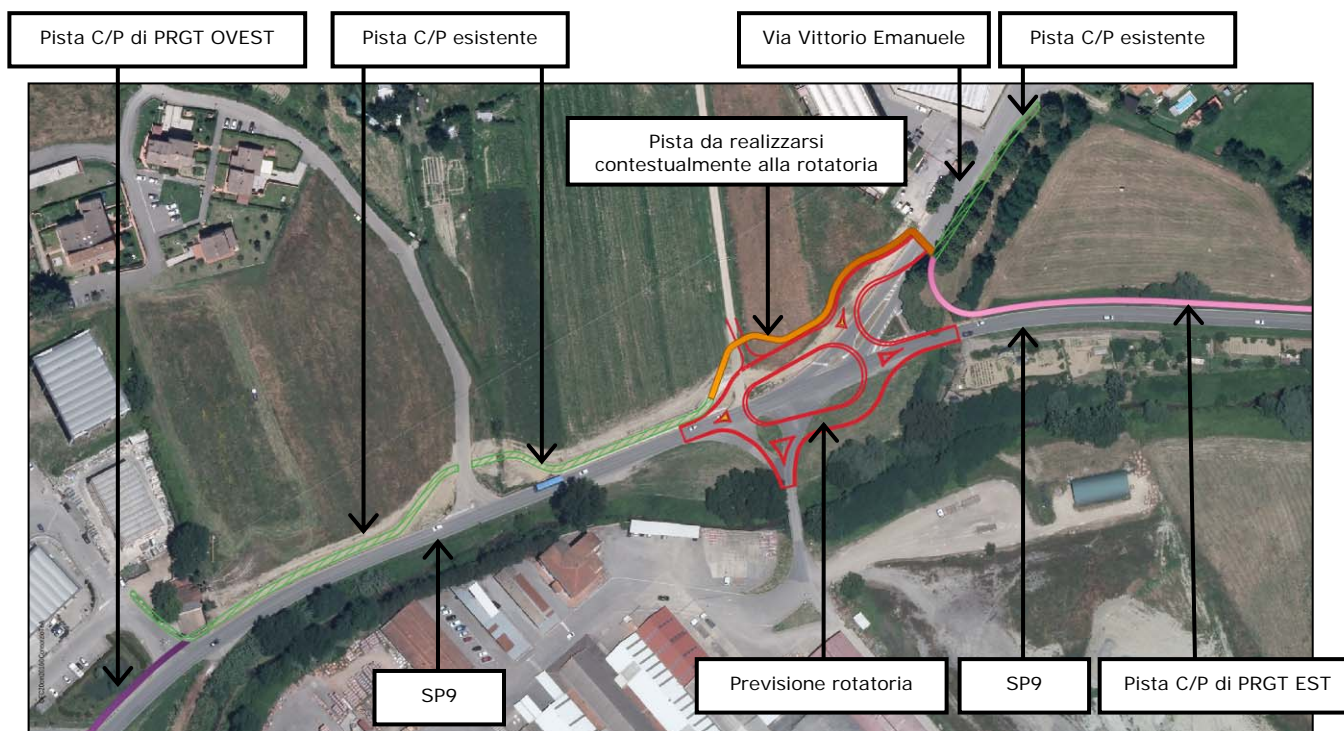 Pista C/P di PRGT OVEST
Pista C/P esistente
Via Vittorio Emanuele
Pista C/P esistente
Pista da realizzarsi
contestualmente alla rotatoria
SP9
Previsione rotatoria
SP9
Pista C/P di PRGT EST